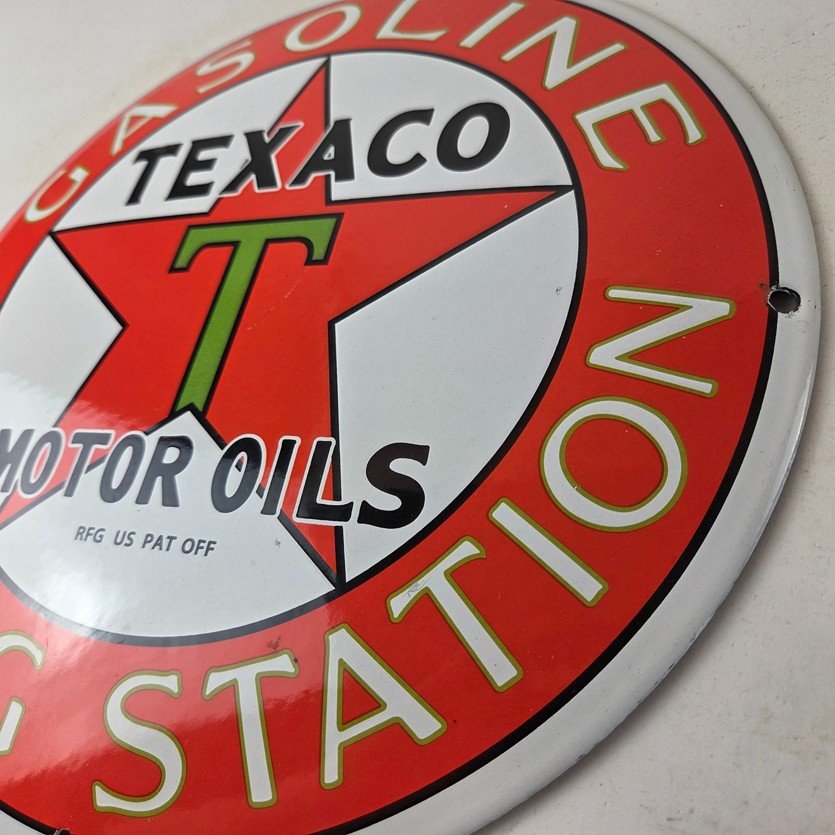 GASOLINE
TEXACO
T
MOTOR OILS
RFG US PAT OFF
G STATION